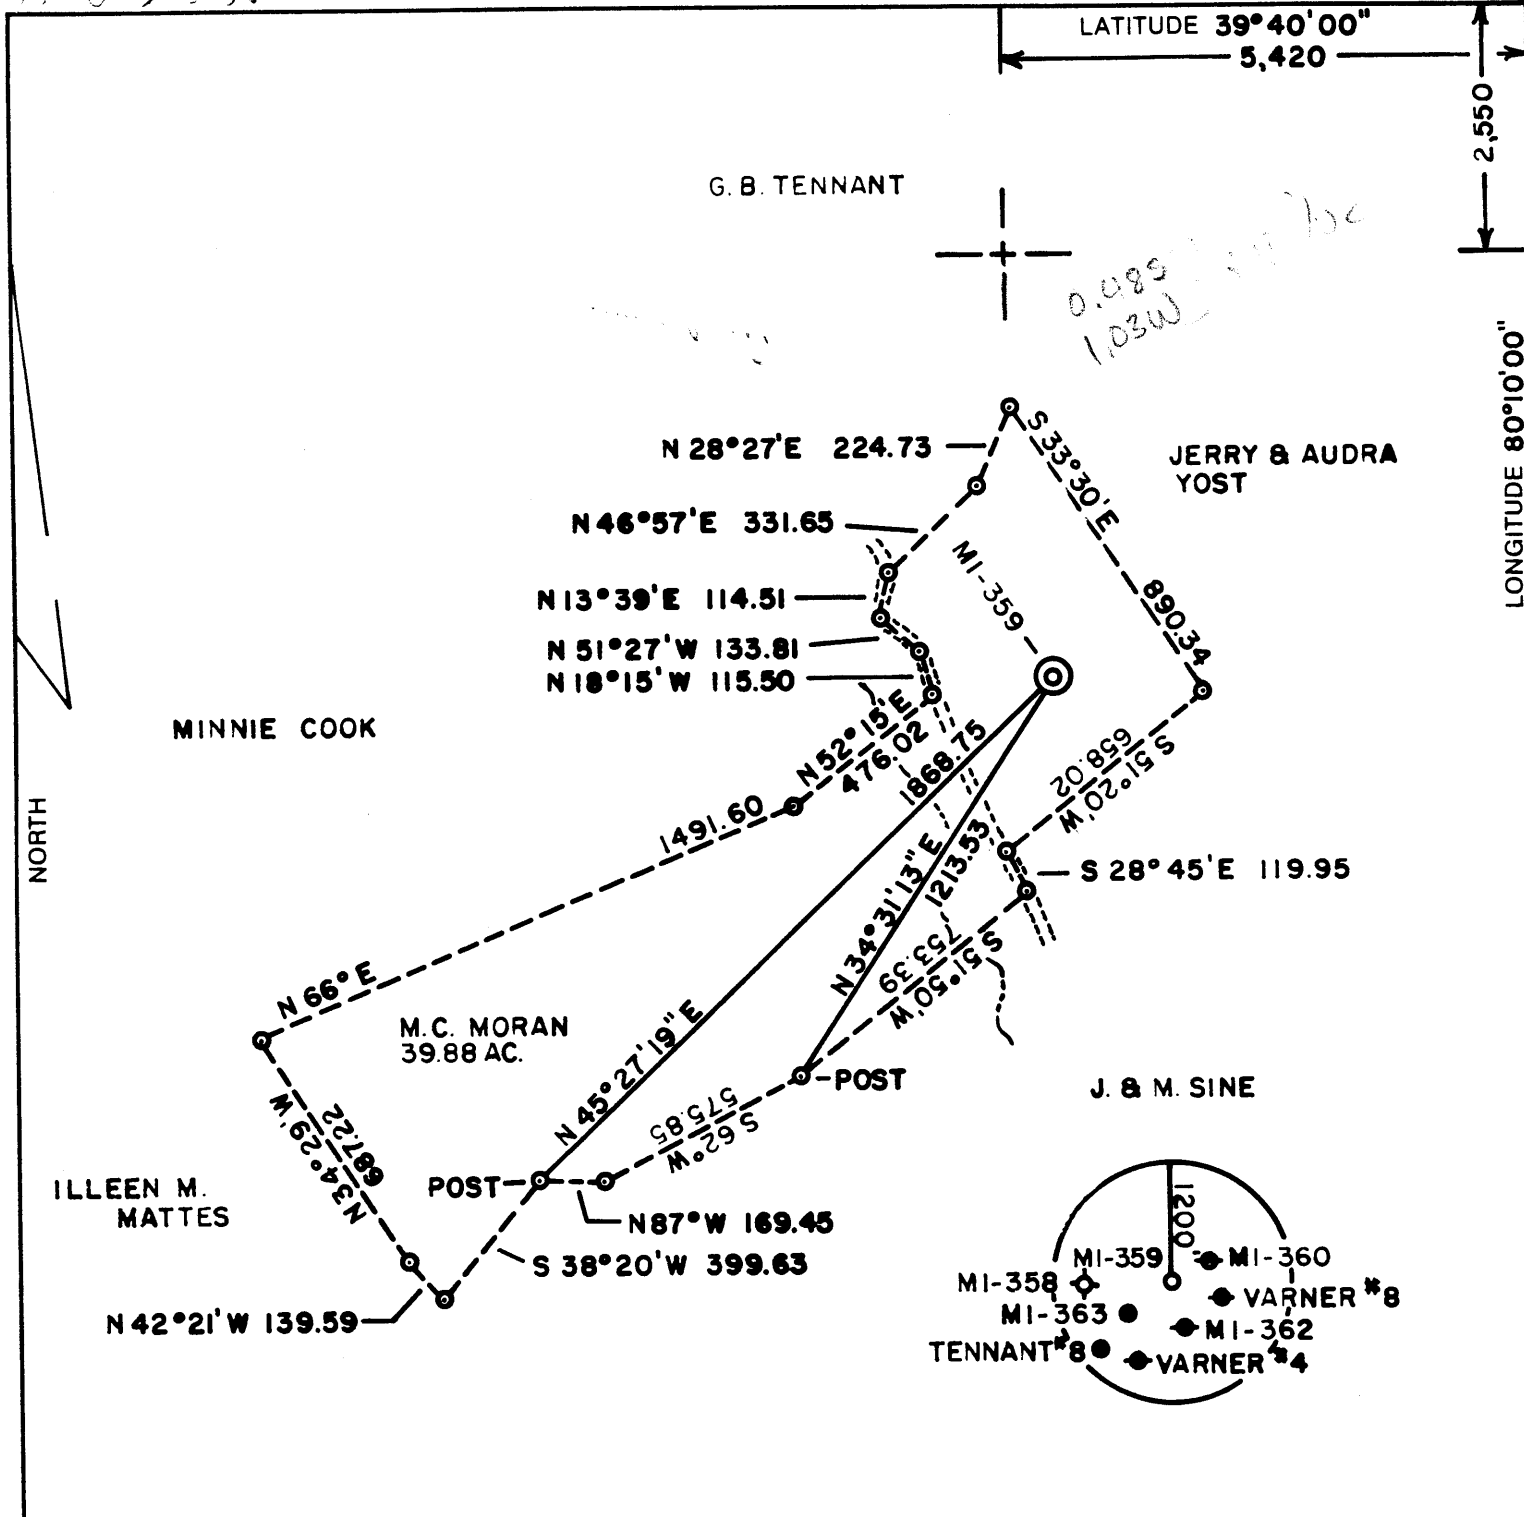 LATITUDE 39°40'00"
5,420
2,550
G. B. TENNANT
0.48S
1.03W
LONGITUDE 80°10'00"
N 28°27'E 224.73
S 33°30'E
890.34
JERRY & AUDRA
YOST
N 46°57'E 331.65
MI-359
N 13°39'E 114.51
N 51°27'W 133.81
N 18°15'W 115.50
MINNIE COOK
N 52°15'E
476.02
1868.75
S 51°20'W
658.02
NORTH
1491.60
N 34°31'13" E
1213.53
S 28°45'E 119.95
S 51°50'W
753.39
N 66° E
M.C. MORAN
39.88 AC.
N 45°27'19" E
POST
J. & M. SINE
N 34°29'W
687.22
S 62°W
575.85
ILLEEN M.
MATTES
POST
N 87°W 169.45
S 38°20'W 399.63
N 42°21'W 139.59
1200'
MI-359
MI-360
MI-358
VARNER #8
MI-363
MI-362
TENNANT #8
VARNER #4